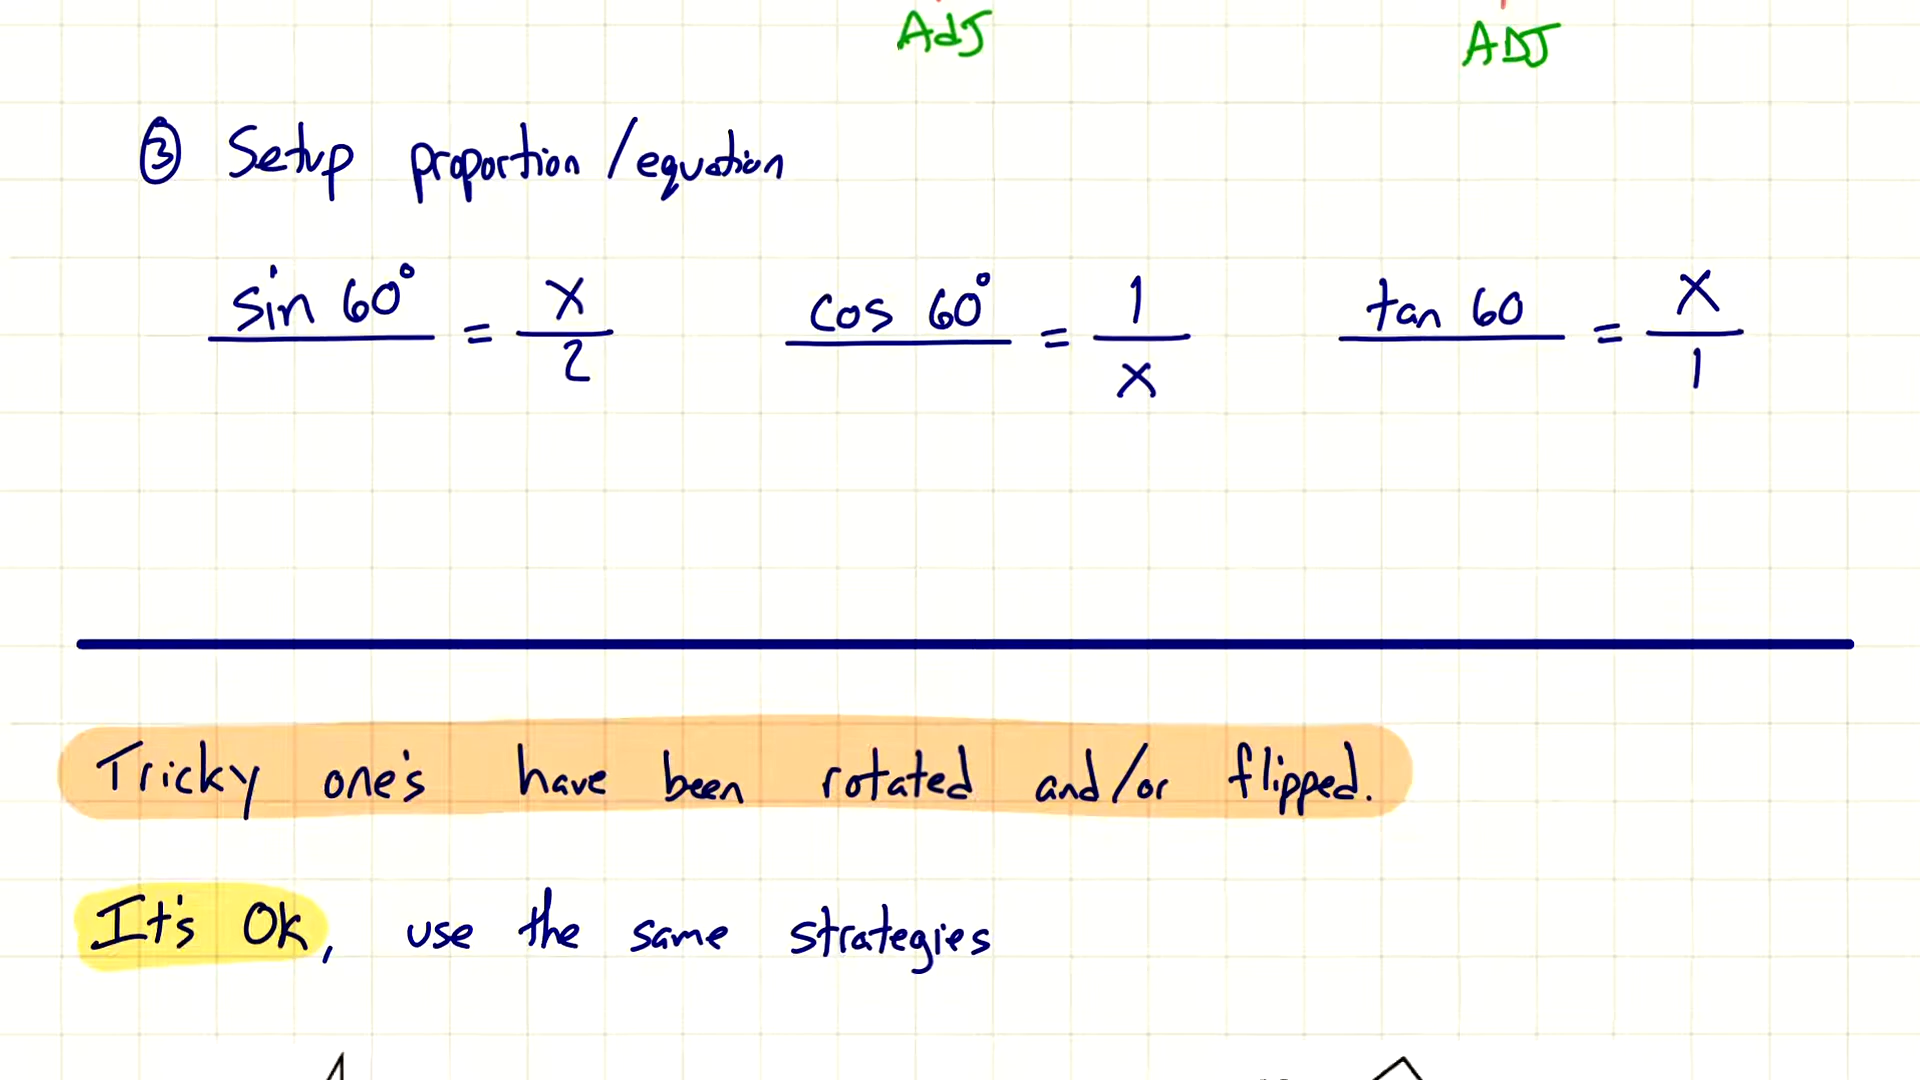 AdJ ADJ
③ Setup proportion/equation
sin 60° = x/2 cos 60° = 1/x tan 60 = x/1
Tricky one's have been rotated and/or flipped.
It's Ok, use the same strategies